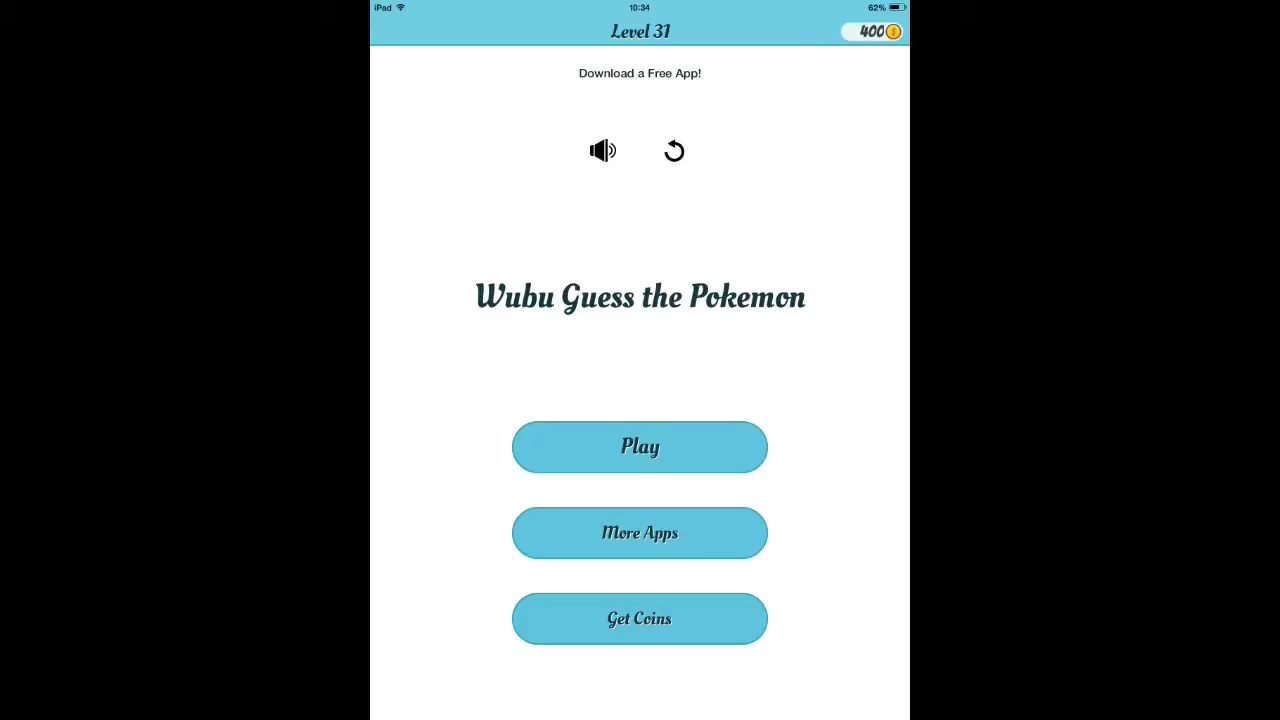 iPad 10:34 62%
Level 31 400
Download a Free App!
Wubu Guess the Pokemon
Play
More Apps
Get Coins